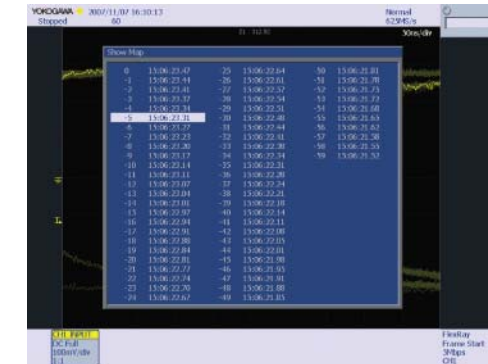 YOKOGAWA 2007/11/07 16:10:13 Normal
Stopped 60 625MS/s
50ns/div
Show Map
0 15:06:23.47 -25 15:06:22.64 -50 15:06:21.81
-1 15:06:23.44 -26 15:06:22.61 -51 15:06:21.78
-2 15:06:23.41 -27 15:06:22.57 -52 15:06:21.75
-3 15:06:23.37 -28 15:06:22.54 -53 15:06:21.72
-4 15:06:23.34 -29 15:06:22.51 -54 15:06:21.68
-5 15:06:23.31 -30 15:06:22.48 -55 15:06:21.65
-6 15:06:23.27 -31 15:06:22.44 -56 15:06:21.62
-7 15:06:23.23 -32 15:06:22.41 -57 15:06:21.58
-8 15:06:23.20 -33 15:06:22.38 -58 15:06:21.55
-9 15:06:23.17 -34 15:06:22.34 -59 15:06:21.52
-10 15:06:23.14 -35 15:06:22.31
-11 15:06:23.11 -36 15:06:22.28
-12 15:06:23.07 -37 15:06:22.24
-13 15:06:23.04 -38 15:06:22.21
-14 15:06:23.01 -39 15:06:22.18
-15 15:06:22.97 -40 15:06:22.14
-16 15:06:22.94 -41 15:06:22.11
-17 15:06:22.91 -42 15:06:22.08
-18 15:06:22.88 -43 15:06:22.05
-19 15:06:22.84 -44 15:06:22.01
-20 15:06:22.81 -45 15:06:21.98
-21 15:06:22.77 -46 15:06:21.95
-22 15:06:22.74 -47 15:06:21.91
-23 15:06:22.70 -48 15:06:21.88
-24 15:06:22.67 -49 15:06:21.85
CH1 INPUT FlexRay
DC Full Frame Start
100mV/div 5Mbps
1:1 CH1